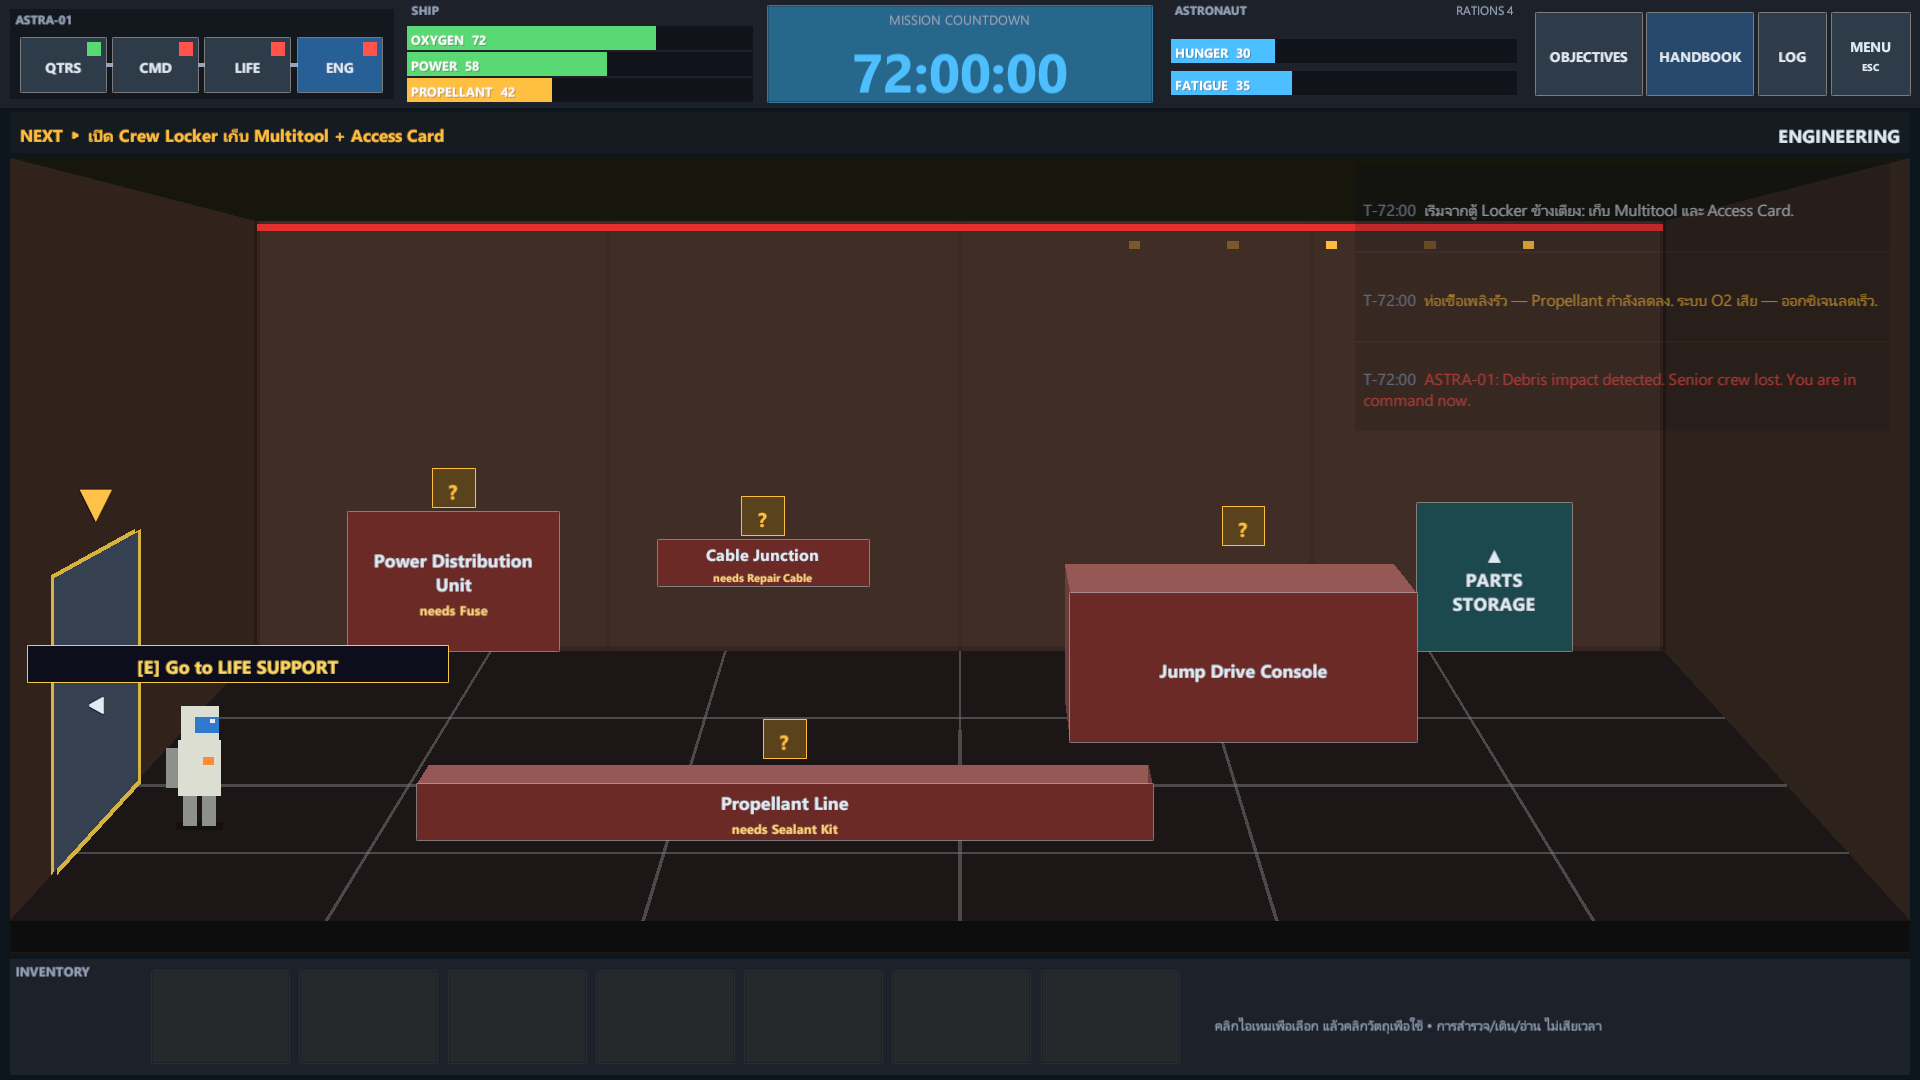 ASTRA-01
QTRS
CMD
LIFE
ENG
SHIP
OXYGEN 72
POWER 58
PROPELLANT 42
MISSION COUNTDOWN
72:00:00
ASTRONAUT
RATIONS 4
HUNGER 30
FATIGUE 35
OBJECTIVES
HANDBOOK
LOG
MENU
ESC
NEXT ▸ เปิด Crew Locker เก็บ Multitool + Access Card
ENGINEERING
T-72:00 เริ่มจากตู้ Locker ข้างเตียง: เก็บ Multitool และ Access Card.
T-72:00 ท่อเชื้อเพลิงรั่ว — Propellant กำลังลดลง. ระบบ O2 เสีย — ออกซิเจนลดเร็ว.
T-72:00 ASTRA-01: Debris impact detected. Senior crew lost. You are in
command now.
?
Power Distribution
Unit
needs Fuse
?
Cable Junction
needs Repair Cable
?
Jump Drive Console
▲
PARTS
STORAGE
[E] Go to LIFE SUPPORT
◀
?
Propellant Line
needs Sealant Kit
INVENTORY
คลิกไอเทมเพื่อเลือก แล้วคลิกวัตถุเพื่อใช้ • การสำรวจ/เดิน/อ่าน ไม่เสียเวลา